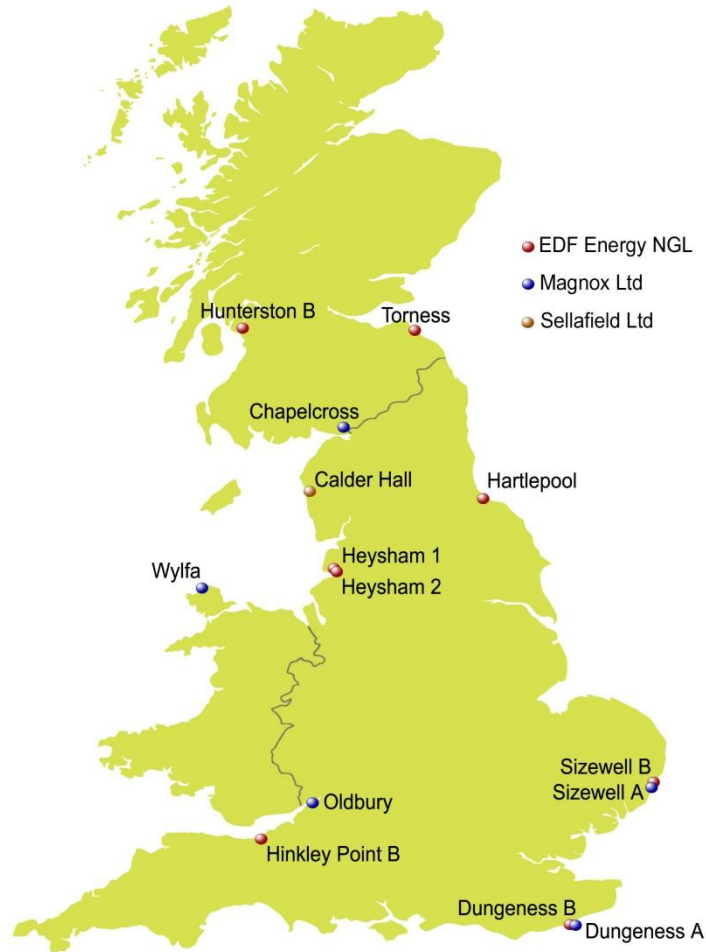 EDF Energy NGL
Magnox Ltd
Sellafield Ltd
Hunterston B
Torness
Chapelcross
Calder Hall
Hartlepool
Heysham 1
Heysham 2
Wylfa
Sizewell B
Sizewell A
Oldbury
Hinkley Point B
Dungeness B
Dungeness A